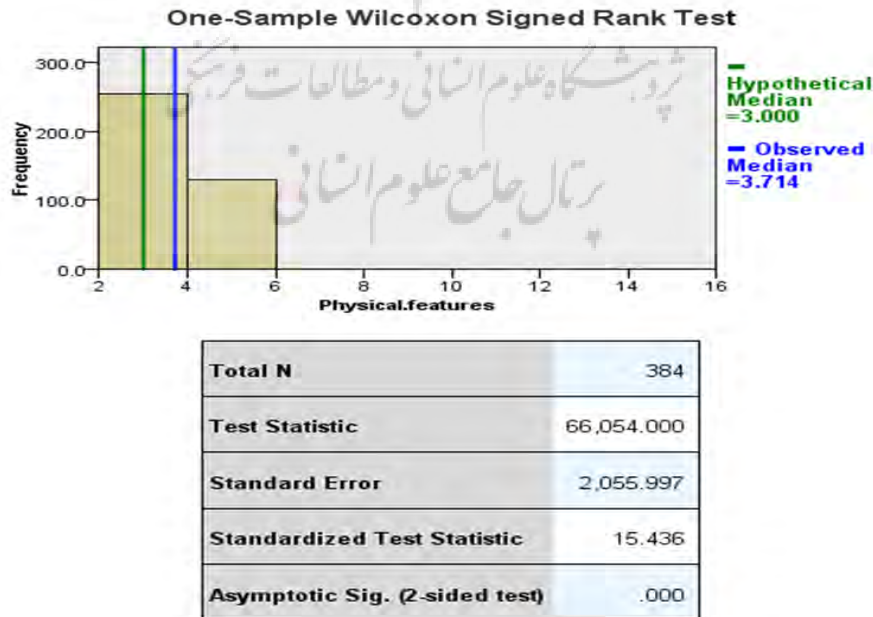 One-Sample Wilcoxon Signed Rank Test
پژوهشگاه علوم انسانی و مطالعات فرهنگی
پرتال جامع علوم انسانی
Frequency
300.0
200.0
100.0
0.0
2 4 6 8 10 12 14 16
Physical.features
Hypothetical
Median
=3.000
Observed
Median
=3.714
Total N 384
Test Statistic 66,054.000
Standard Error 2,055.997
Standardized Test Statistic 15.436
Asymptotic Sig. (2-sided test) .000